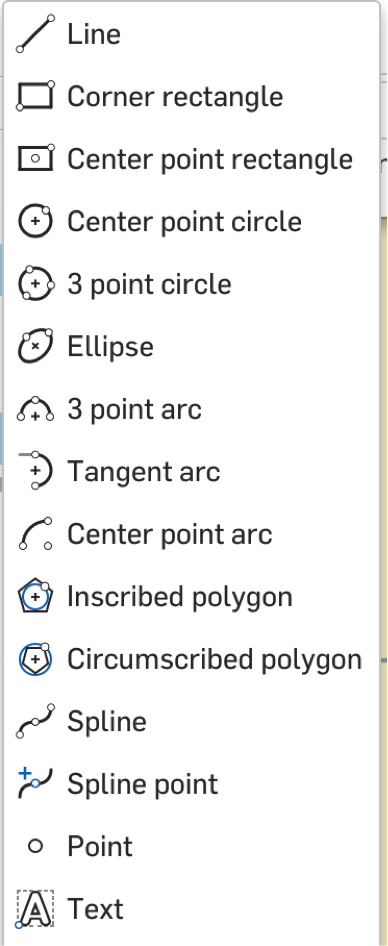 Line
Corner rectangle
Center point rectangle
Center point circle
3 point circle
Ellipse
3 point arc
Tangent arc
Center point arc
Inscribed polygon
Circumscribed polygon
Spline
Spline point
Point
Text